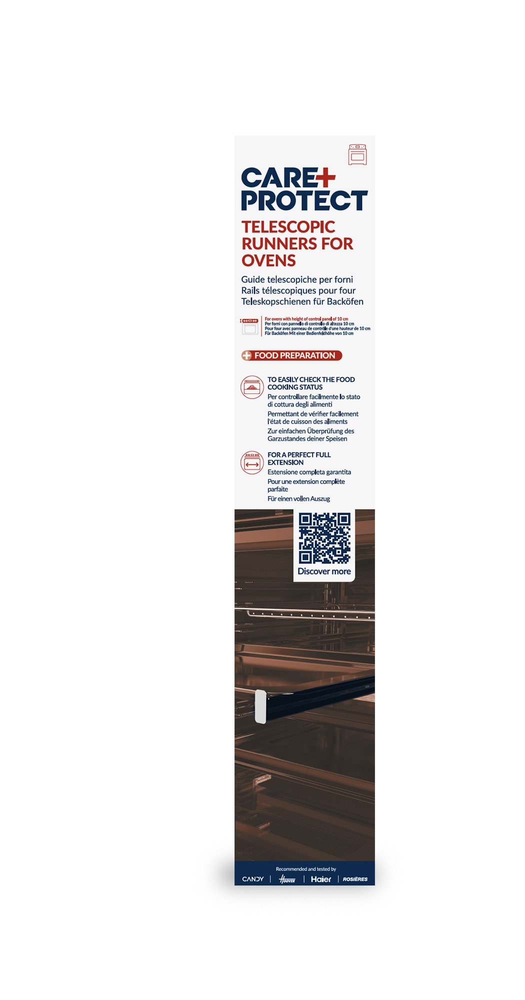 CARE+
PROTECT
TELESCOPIC
RUNNERS FOR
OVENS
Guide telescopiche per forni
Rails télescopiques pour four
Teleskopschienen für Backöfen
For ovens with height of control panel of 10 cm
Per forni con pannello di controllo di altezza 10 cm
Pour four avec panneau de contrôle d'une hauteur de 10 cm
Für Backöfen Mit einer Bedienfeldhöhe von 10 cm
FOOD PREPARATION
TO EASILY CHECK THE FOOD
COOKING STATUS
Per controllare facilmente lo stato
di cottura degli alimenti
Permettant de vérifier facilement
l'état de cuisson des aliments
Zur einfachen Überprüfung des
Garzustandes deiner Speisen
FOR A PERFECT FULL
EXTENSION
Estensione completa garantita
Pour une extension complète
parfaite
Für einen vollen Auszug
Discover more
Recommended and tested by
CANDY
HOOVER
Haier
ROSIÈRES